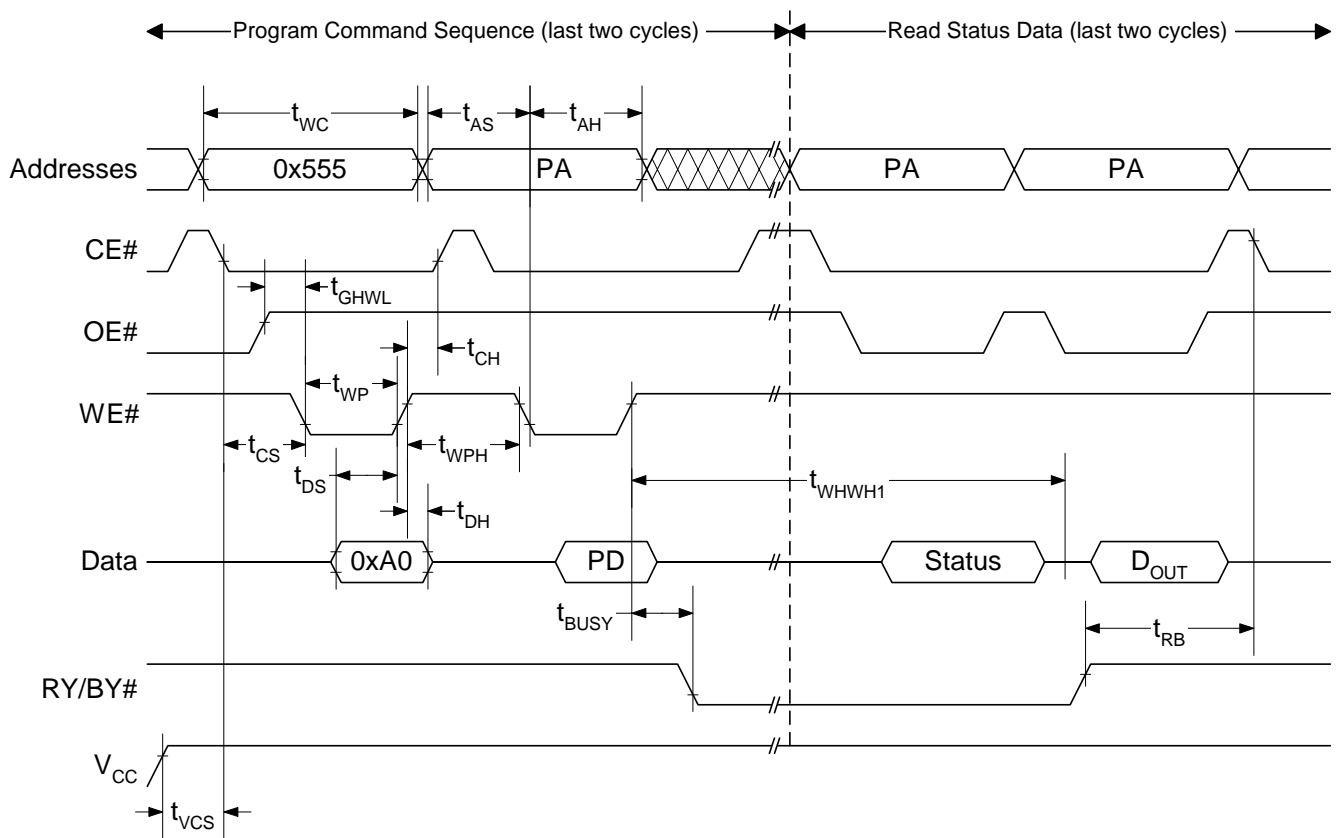 Program Command Sequence (last two cycles) Read Status Data (last two cycles)
tWC tAS tAH
Addresses 0x555 PA PA PA
CE#
tGHWL
OE#
tCH
tWP
WE#
tCS tWPH
tDS tWHWH1
tDH
Data 0xA0 PD Status DOUT
tBUSY tRB
RY/BY#
VCC
tVCS